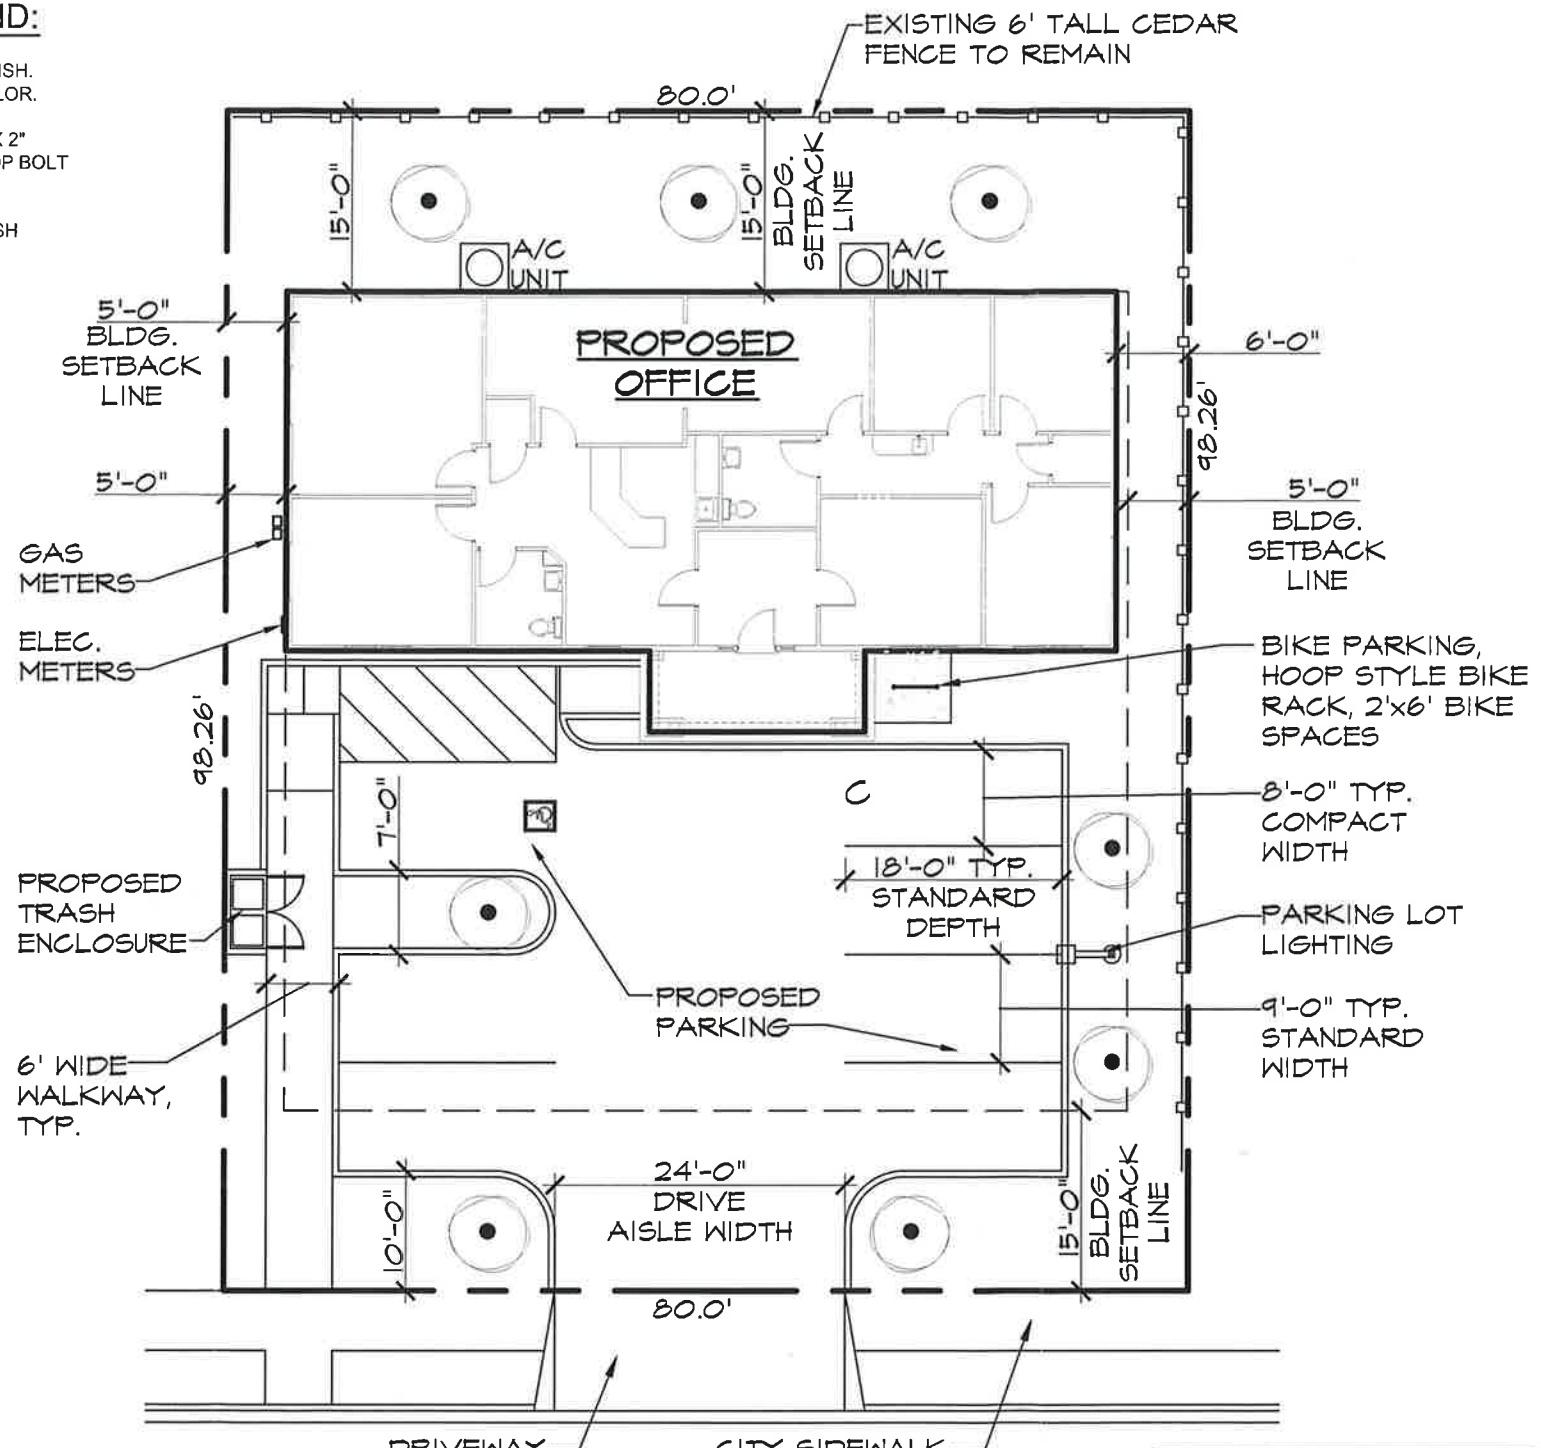 ND:
EXISTING 6' TALL CEDAR
FENCE TO REMAIN
ISH.
LOR.
X 2"
OP BOLT
SH
80.0'
15'-0"
15'-0"
BLDG.
SETBACK
LINE
A/C
UNIT
A/C
UNIT
5'-0"
BLDG.
SETBACK
LINE
PROPOSED
OFFICE
6'-0"
98.26'
5'-0"
5'-0"
BLDG.
SETBACK
LINE
GAS
METERS
ELEC.
METERS
98.26'
BIKE PARKING,
HOOP STYLE BIKE
RACK, 2'x6' BIKE
SPACES
7'-0"
C
8'-0" TYP.
COMPACT
WIDTH
18'-0" TYP.
STANDARD
DEPTH
PROPOSED
TRASH
ENCLOSURE
PARKING LOT
LIGHTING
PROPOSED
PARKING
9'-0" TYP.
STANDARD
WIDTH
6' WIDE
WALKWAY,
TYP.
24'-0"
DRIVE
AISLE WIDTH
10'-0"
15'-0"
BLDG.
SETBACK
LINE
80.0'
DRIVEWAY
CITY SIDEWALK